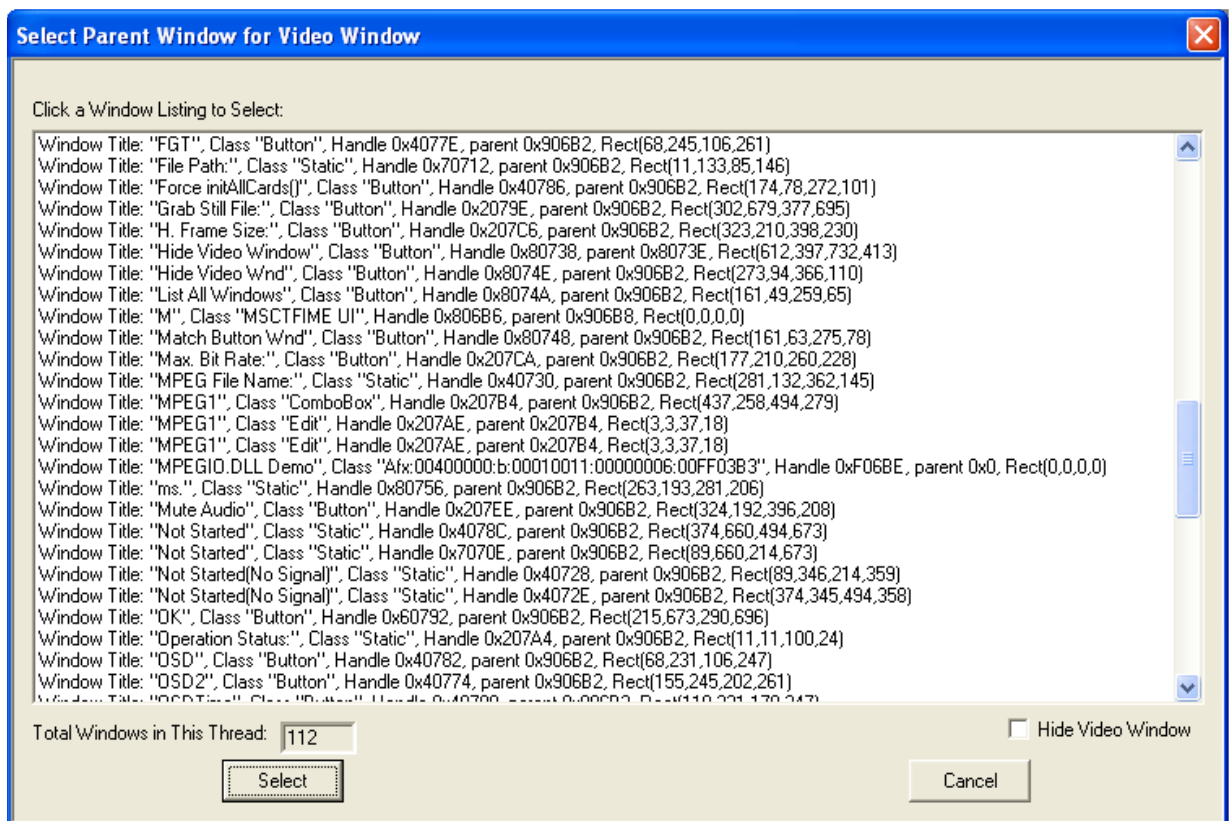 Select Parent Window for Video Window
Click a Window Listing to Select:
Window Title: "FGT", Class "Button", Handle 0x4077E, parent 0x906B2, Rect(68,245,106,261)
Window Title: "File Path:", Class "Static", Handle 0x70712, parent 0x906B2, Rect(11,133,85,146)
Window Title: "Force initAllCards()", Class "Button", Handle 0x40786, parent 0x906B2, Rect(174,78,272,101)
Window Title: "Grab Still File:", Class "Button", Handle 0x2079E, parent 0x906B2, Rect(302,679,377,695)
Window Title: "H. Frame Size:", Class "Button", Handle 0x207C6, parent 0x906B2, Rect(323,210,398,230)
Window Title: "Hide Video Window", Class "Button", Handle 0x80738, parent 0x8073E, Rect(612,397,732,413)
Window Title: "Hide Video Wnd", Class "Button", Handle 0x8074E, parent 0x906B2, Rect(273,94,366,110)
Window Title: "List All Windows", Class "Button", Handle 0x8074A, parent 0x906B2, Rect(161,49,259,65)
Window Title: "M", Class "MSCTFIME UI", Handle 0x806B6, parent 0x906B8, Rect(0,0,0,0)
Window Title: "Match Button Wnd", Class "Button", Handle 0x80748, parent 0x906B2, Rect(161,63,275,78)
Window Title: "Max. Bit Rate:", Class "Button", Handle 0x207CA, parent 0x906B2, Rect(177,210,260,228)
Window Title: "MPEG File Name:", Class "Static", Handle 0x40730, parent 0x906B2, Rect(281,132,362,145)
Window Title: "MPEG1", Class "ComboBox", Handle 0x207B4, parent 0x906B2, Rect(437,258,494,279)
Window Title: "MPEG1", Class "Edit", Handle 0x207AE, parent 0x207B4, Rect(3,3,37,18)
Window Title: "MPEG1", Class "Edit", Handle 0x207AE, parent 0x207B4, Rect(3,3,37,18)
Window Title: "MPEGIO.DLL Demo", Class "Afx:00400000:b:00010011:00000006:00FF03B3", Handle 0xF06BE, parent 0x0, Rect(0,0,0,0)
Window Title: "ms.", Class "Static", Handle 0x80756, parent 0x906B2, Rect(263,193,281,206)
Window Title: "Mute Audio", Class "Button", Handle 0x207EE, parent 0x906B2, Rect(324,192,396,208)
Window Title: "Not Started", Class "Static", Handle 0x4078C, parent 0x906B2, Rect(374,660,494,673)
Window Title: "Not Started", Class "Static", Handle 0x7070E, parent 0x906B2, Rect(89,660,214,673)
Window Title: "Not Started(No Signal)", Class "Static", Handle 0x40728, parent 0x906B2, Rect(89,346,214,359)
Window Title: "Not Started(No Signal)", Class "Static", Handle 0x4072E, parent 0x906B2, Rect(374,345,494,358)
Window Title: "OK", Class "Button", Handle 0x60792, parent 0x906B2, Rect(215,673,290,696)
Window Title: "Operation Status:", Class "Static", Handle 0x207A4, parent 0x906B2, Rect(11,11,100,24)
Window Title: "OSD", Class "Button", Handle 0x40782, parent 0x906B2, Rect(68,231,106,247)
Window Title: "OSD2", Class "Button", Handle 0x40774, parent 0x906B2, Rect(155,245,202,261)
Total Windows in This Thread: 112
Hide Video Window
Select
Cancel